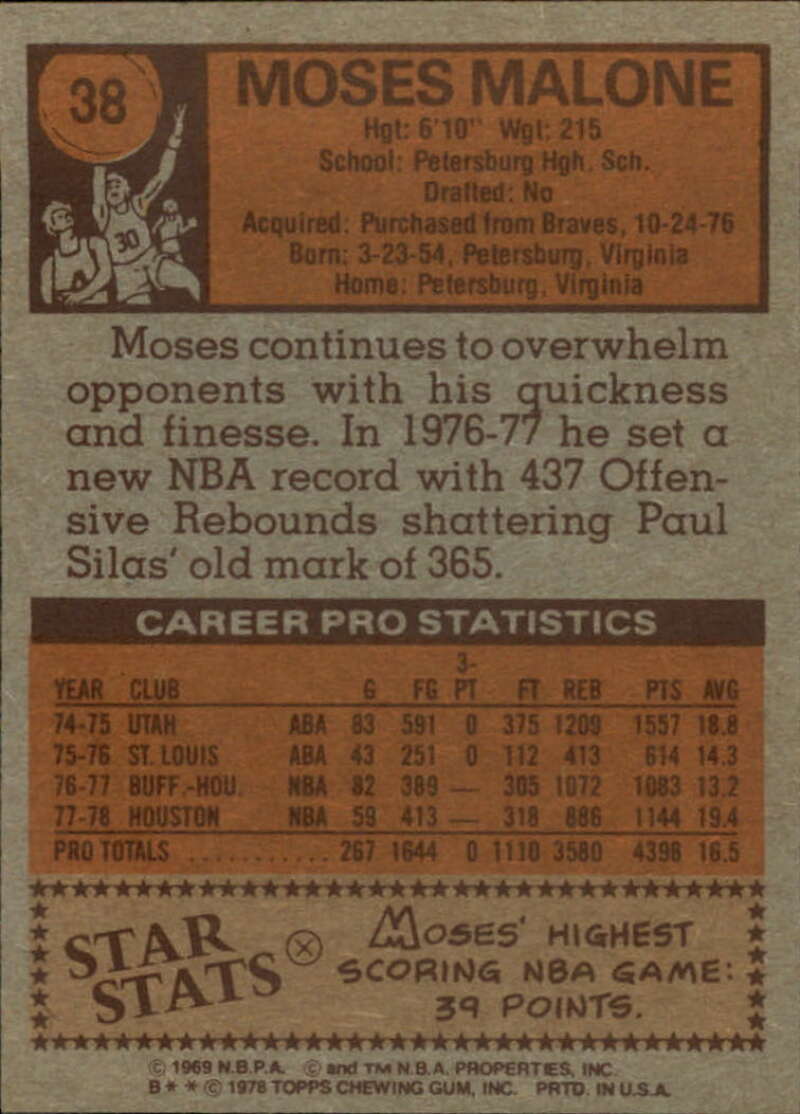 38
MOSES MALONE
Hgt: 6'10" Wgt: 215
School: Petersburg Hgh. Sch.
Drafted: No
Acquired: Purchased from Braves, 10-24-76
Born: 3-23-54, Petersburg, Virginia
Home: Petersburg, Virginia
30
Moses continues to overwhelm
opponents with his quickness
and finesse. In 1976-77 he set a
new NBA record with 437 Offen-
sive Rebounds shattering Paul
Silas' old mark of 365.
CAREER PRO STATISTICS
YEAR CLUB G FG 3-PT FT REB PTS AVG
74-75 UTAH ABA 83 591 0 375 1209 1557 18.8
75-76 ST. LOUIS ABA 43 251 0 112 413 614 14.3
76-77 BUFF.-HOU. NBA 82 389 — 305 1072 1083 13.2
77-78 HOUSTON NBA 59 413 — 318 886 1144 19.4
PRO TOTALS ........... 267 1644 0 1110 3580 4398 16.5
STAR
STATS
MOSES' HIGHEST
SCORING NBA GAME:
39 POINTS.
© 1969 N.B.P.A. © and TM N.B.A. PROPERTIES, INC.
B * * © 1978 TOPPS CHEWING GUM, INC. PRTD. IN U.S.A.